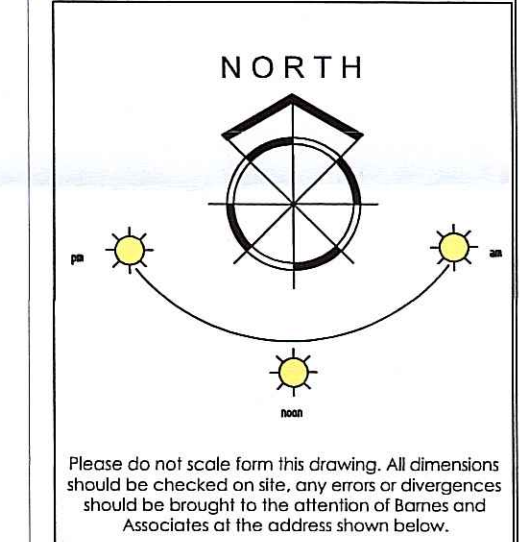 NORTH
pm
am
noon
Please do not scale form this drawing. All dimensions
should be checked on site, any errors or divergences
should be brought to the attention of Barnes and
Associates at the address shown below.